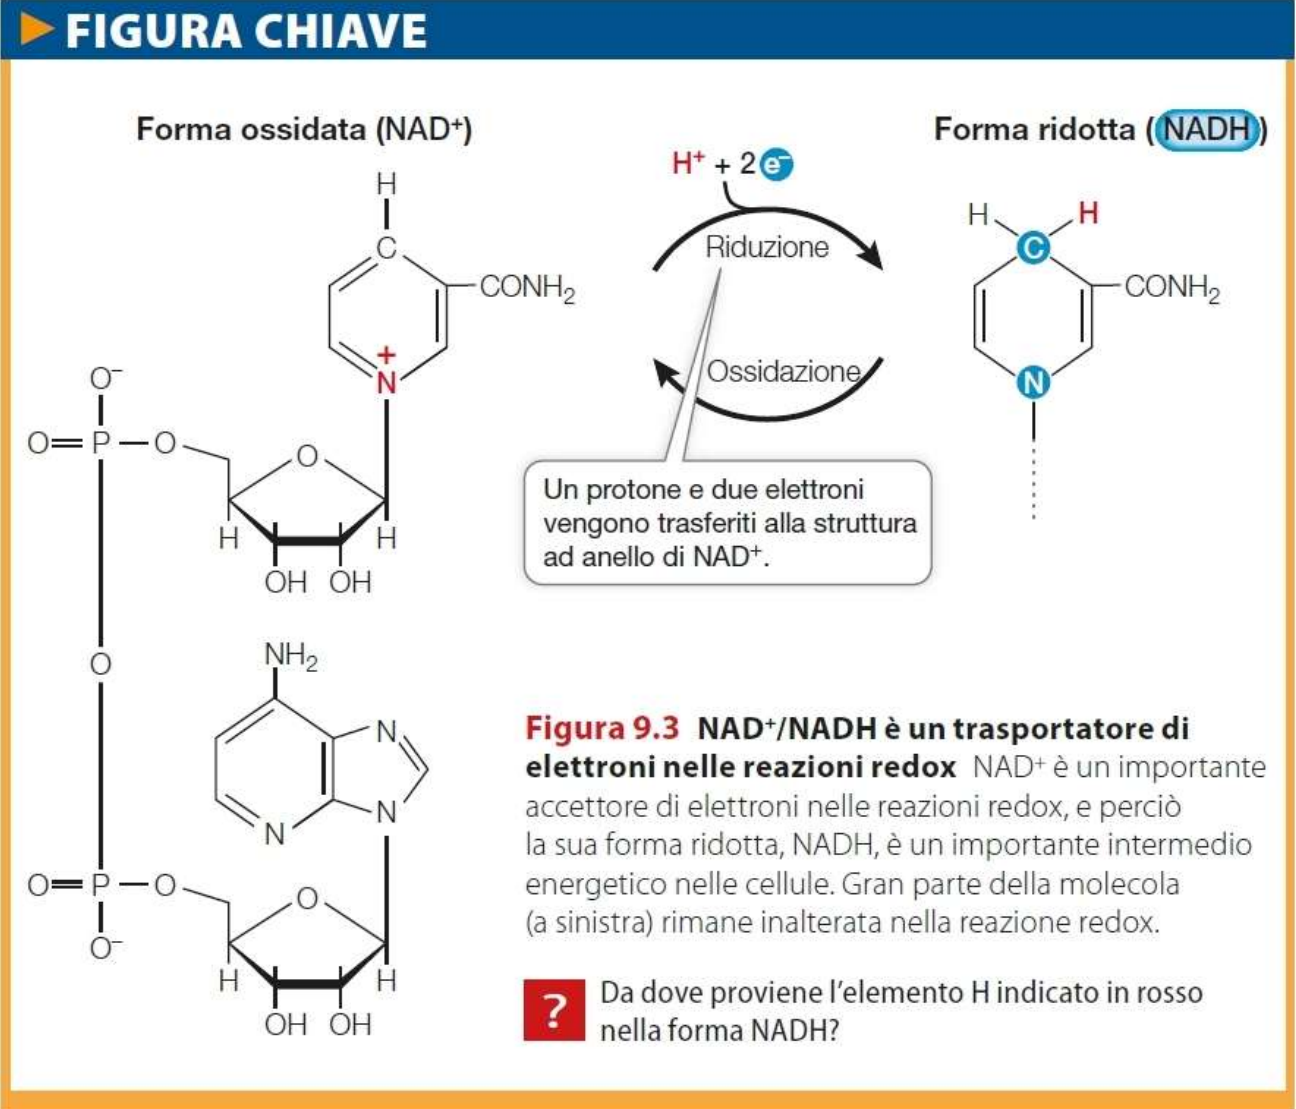 FIGURA CHIAVE
Forma ossidata (NAD⁺)
Forma ridotta (NADH)
H⁺ + 2 e⁻
H
H
H
C
Riduzione
C
CONH₂
CONH₂
+
N
Ossidazione
N
O⁻
O=P—O
O
Un protone e due elettroni
vengono trasferiti alla struttura
ad anello di NAD⁺.
H
H
OH OH
O
NH₂
N
N
N
Figura 9.3 NAD⁺/NADH è un trasportatore di
elettroni nelle reazioni redox NAD⁺ è un importante
accettore di elettroni nelle reazioni redox, e perciò
la sua forma ridotta, NADH, è un importante intermedio
energetico nelle cellule. Gran parte della molecola
(a sinistra) rimane inalterata nella reazione redox.
O=P—O
O
O⁻
H
H
OH OH
? Da dove proviene l'elemento H indicato in rosso
nella forma NADH?